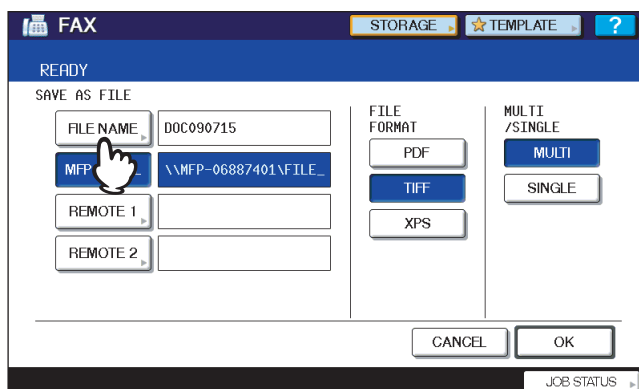 FAX
STORAGE
TEMPLATE
?
READY
SAVE AS FILE
FILE NAME DOC090715
MFP \\MFP-06887401\FILE_
REMOTE 1
REMOTE 2
FILE
FORMAT
PDF
TIFF
XPS
MULTI
/SINGLE
MULTI
SINGLE
CANCEL
OK
JOB STATUS